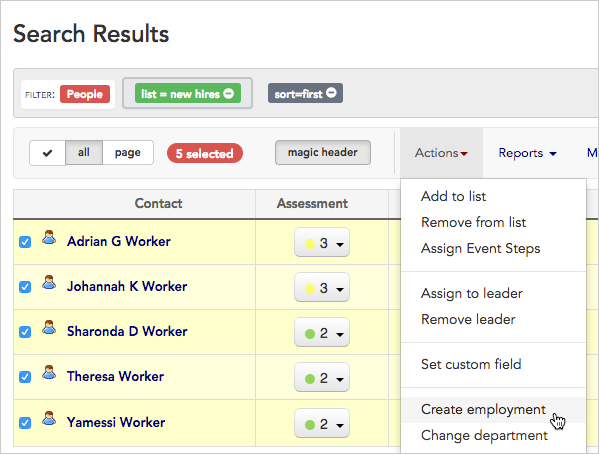 Search Results
FILTER: People list = new hires sort=first
all page 5 selected magic header Actions Reports M
Contact Assessment
Adrian G Worker 3
Johannah K Worker 3
Sharonda D Worker 2
Theresa Worker 2
Yamessi Worker 2
Add to list
Remove from list
Assign Event Steps
Assign to leader
Remove leader
Set custom field
Create employment
Change department